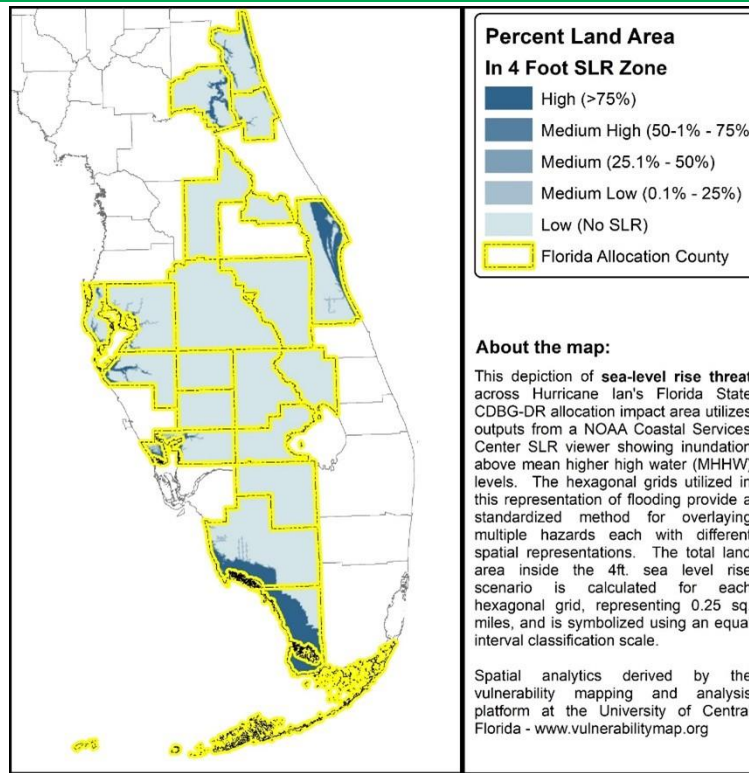 Percent Land Area
In 4 Foot SLR Zone
High (>75%)
Medium High (50-1% - 75%
Medium (25.1% - 50%)
Medium Low (0.1% - 25%)
Low (No SLR)
Florida Allocation County
About the map:
This depiction of sea-level rise threat
across Hurricane Ian's Florida State
CDBG-DR allocation impact area utilizes
outputs from a NOAA Coastal Services
Center SLR viewer showing inundation
above mean higher high water (MHHW)
levels. The hexagonal grids utilized in
this representation of flooding provide a
standardized method for overlaying
multiple hazards each with different
spatial representations. The total land
area inside the 4ft. sea level rise
scenario is calculated for each
hexagonal grid, representing 0.25 sq.
miles, and is symbolized using an equal
interval classification scale.
Spatial analytics derived by the
vulnerability mapping and analysis
platform at the University of Central
Florida - www.vulnerabilitymap.org